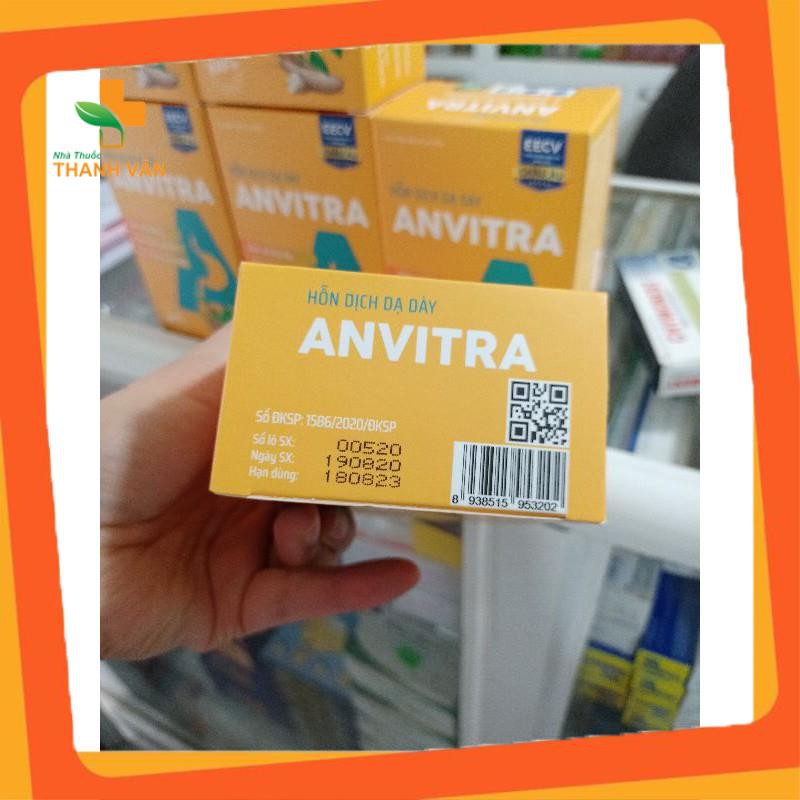 Nhà Thuốc
THANH VÂN
EECV
EECV
HỖN DỊCH DẠ DÀY
HỖN DỊCH DẠ DÀY
ANVITRA
ANVITRA
ANVITRA
ANVITRA
HỖN DỊCH DẠ DÀY
ANVITRA
Số ĐKSP: 1586/2020/ĐKSP
Số lô SX: 00520
Ngày SX: 190820
Hạn dùng: 180823
8 938515 953202